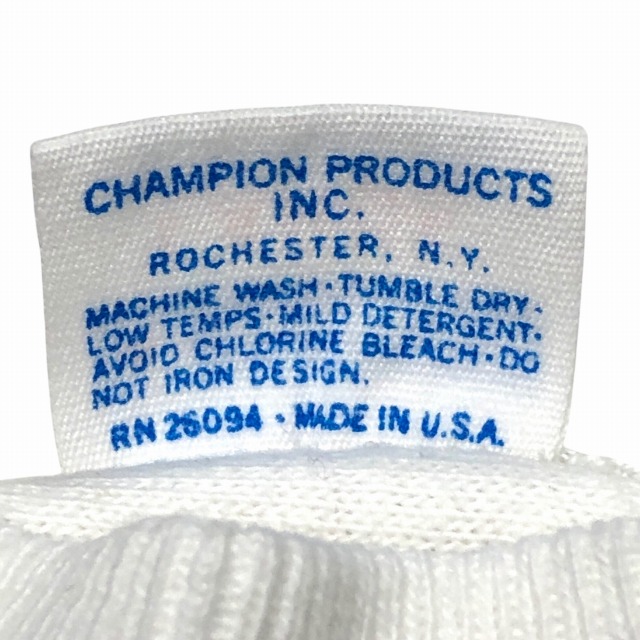 CHAMPION PRODUCTS
INC.
ROCHESTER, N.Y.
MACHINE WASH·TUMBLE DRY·
LOW TEMPS·MILD DETERGENT·
AVOID CHLORINE BLEACH·DO
NOT IRON DESIGN.
RN 26094 · MADE IN U.S.A.